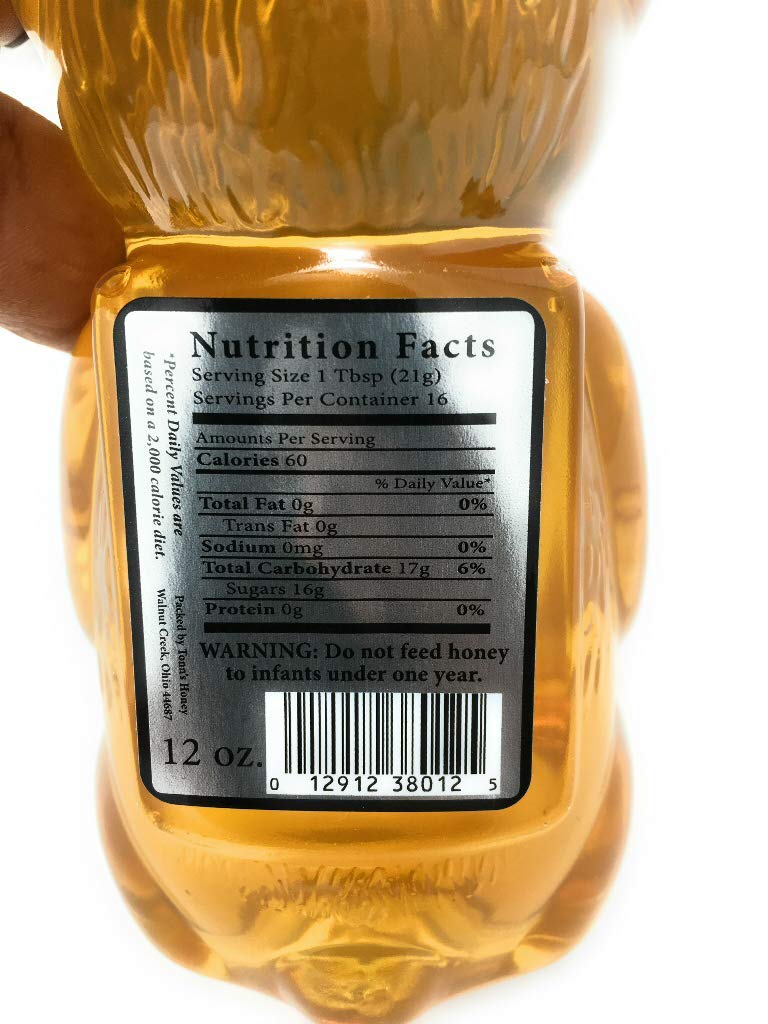 Nutrition Facts
Serving Size 1 Tbsp (21g)
Servings Per Container 16
Amounts Per Serving
Calories 60
% Daily Value*
Total Fat 0g 0%
Trans Fat 0g
Sodium 0mg 0%
Total Carbohydrate 17g 6%
Sugars 16g
Protein 0g 0%
WARNING: Do not feed honey
to infants under one year.
*Percent Daily Values are
based on a 2,000 calorie diet.
Packed by Tonn's Honey
Walnut Creek, Ohio 44687
12 oz.
0 12912 38012 5